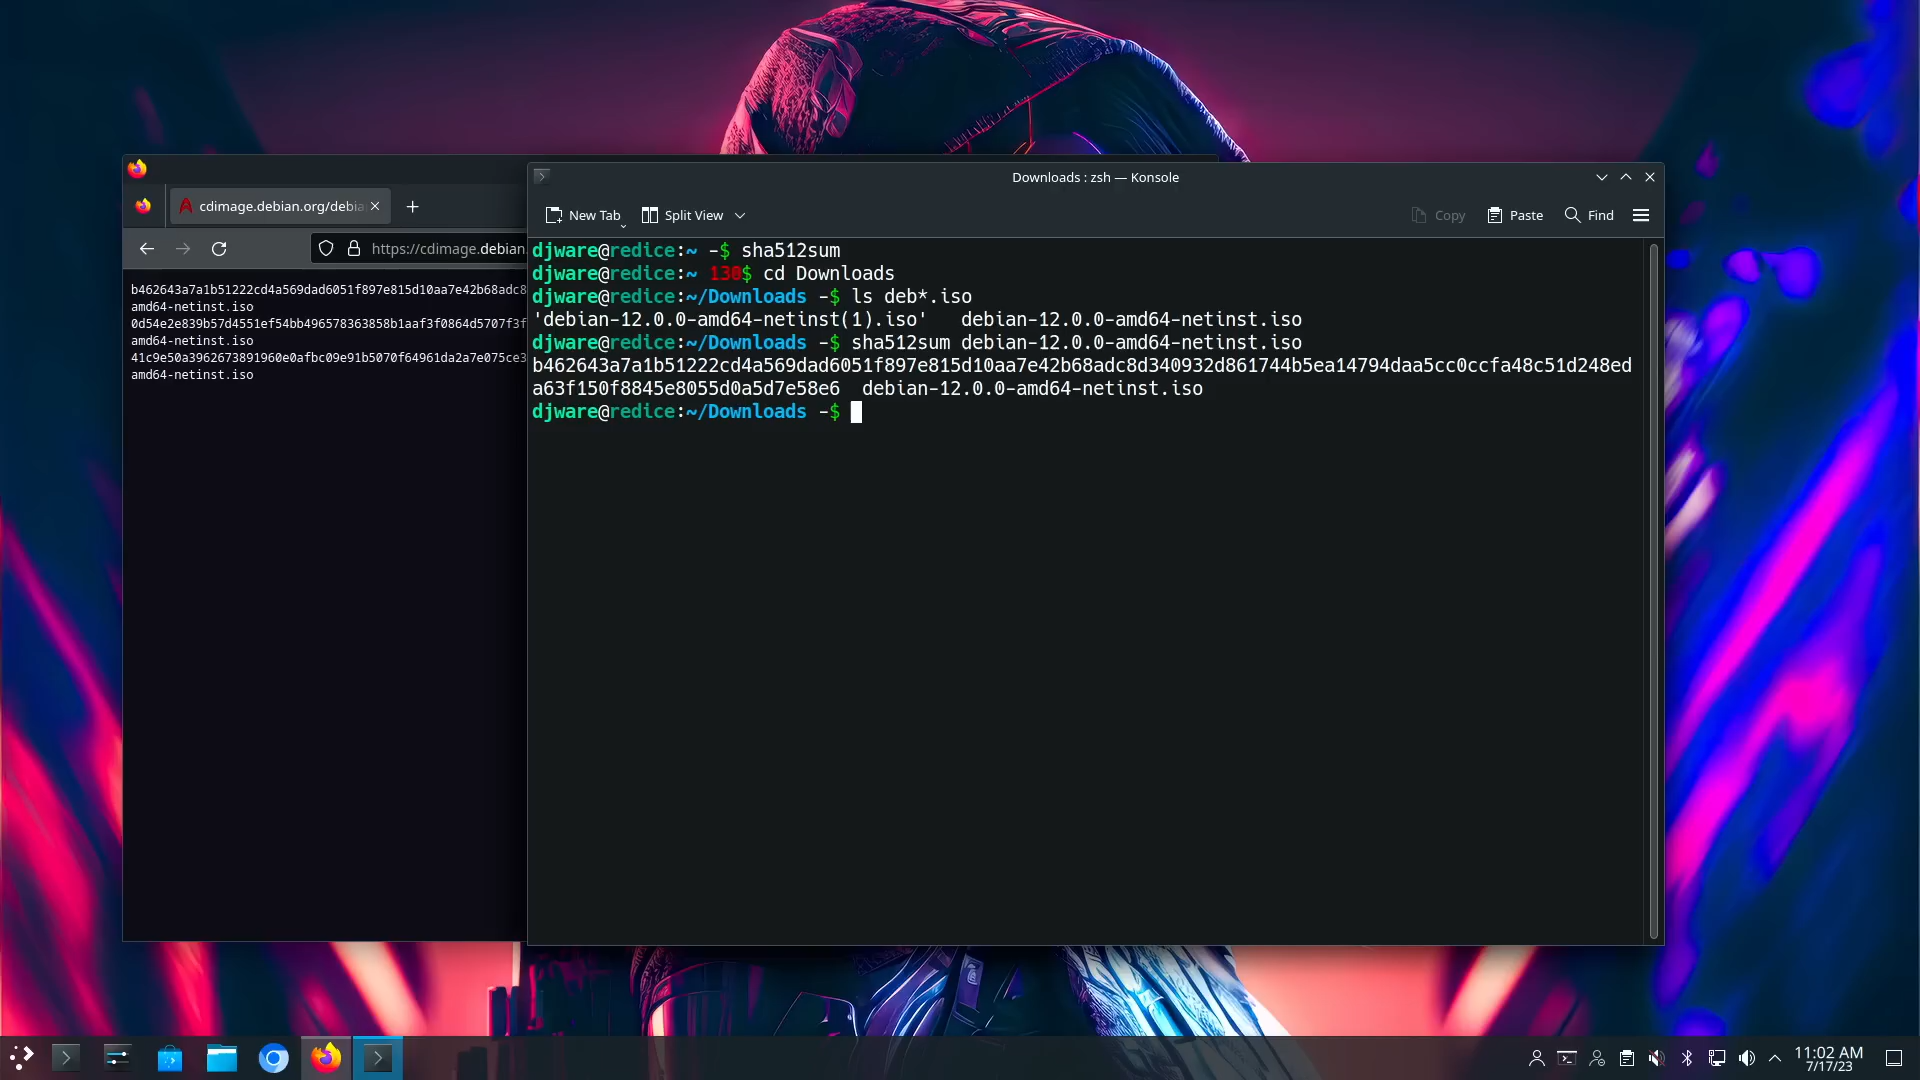 cdimage.debian.org/debia
https://cdimage.debian.
b462643a7a1b51222cd4a569dad6051f897e815d10aa7e42b68adc8
amd64-netinst.iso
0d54e2e839b57d4551ef54bb496578363858b1aaf3f0864d5707f3f
amd64-netinst.iso
41c9e50a3962673891960e0afbc09e91b5070f64961da2a7e075ce3
amd64-netinst.iso
Downloads : zsh — Konsole
New Tab Split View Copy Paste Find
djware@redice:~ -$ sha512sum
djware@redice:~ 130$ cd Downloads
djware@redice:~/Downloads -$ ls deb*.iso
'debian-12.0.0-amd64-netinst(1).iso' debian-12.0.0-amd64-netinst.iso
djware@redice:~/Downloads -$ sha512sum debian-12.0.0-amd64-netinst.iso
b462643a7a1b51222cd4a569dad6051f897e815d10aa7e42b68adc8d340932d861744b5ea14794daa5cc0ccfa48c51d248ed
a63f150f8845e8055d0a5d7e58e6 debian-12.0.0-amd64-netinst.iso
djware@redice:~/Downloads -$
11:02 AM
7/17/23